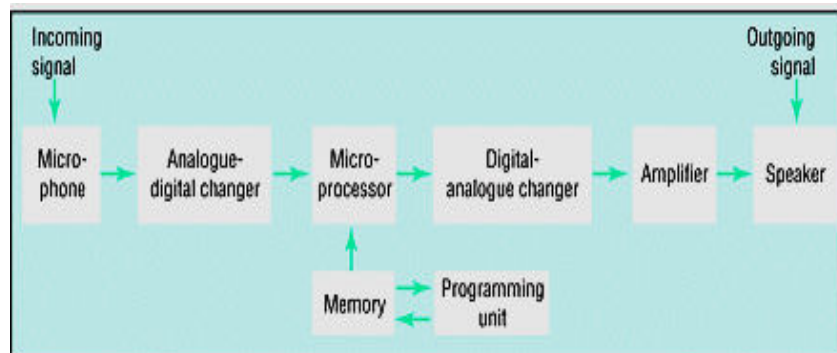 Incoming
signal
Outgoing
signal
Micro-
phone
Analogue-
digital changer
Micro-
processor
Digital-
analogue changer
Amplifier
Speaker
Memory
Programming
unit